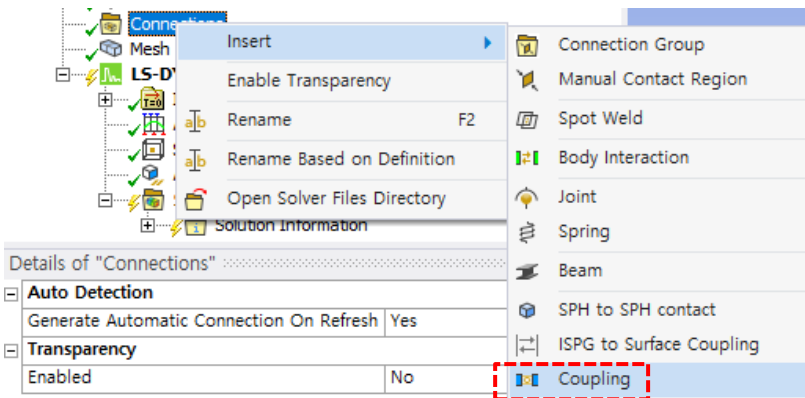 Connections
Mesh
LS-DY
Insert
Enable Transparency
Rename F2
Rename Based on Definition
Open Solver Files Directory
Solution Information
Connection Group
Manual Contact Region
Spot Weld
Body Interaction
Joint
Spring
Beam
SPH to SPH contact
ISPG to Surface Coupling
Coupling
Details of "Connections"
Auto Detection
Generate Automatic Connection On Refresh Yes
Transparency
Enabled No